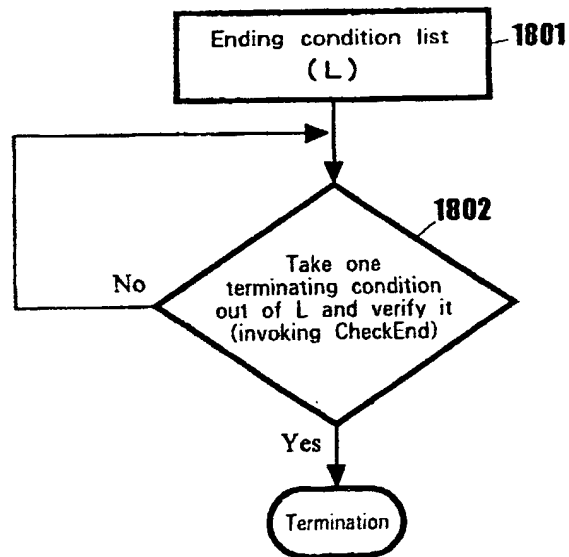 Ending condition list
(L)
1801
1802
Take one
terminating condition
out of L and verify it
(invoking CheckEnd)
No
Yes
Termination